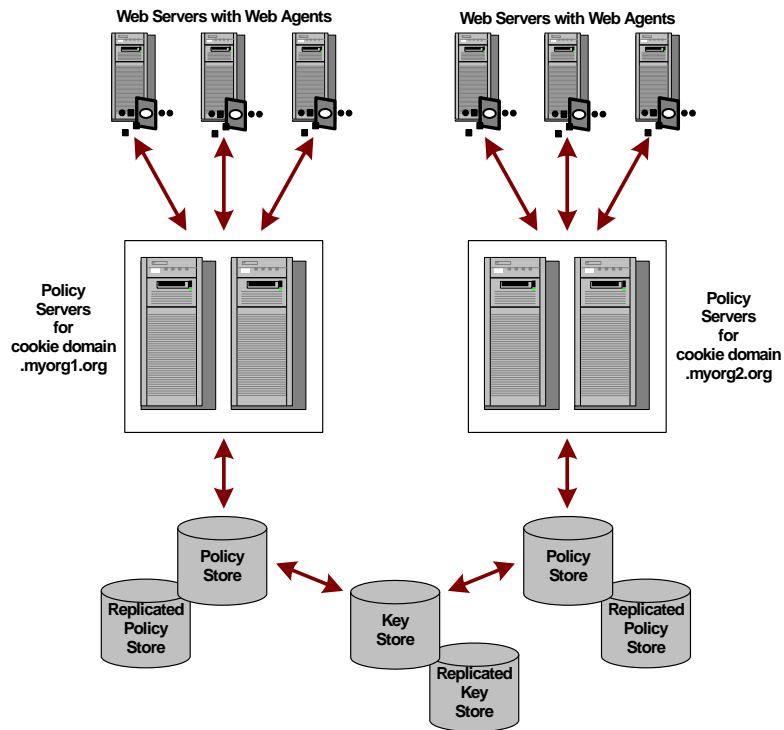 Web Servers with Web Agents
Web Servers with Web Agents
Policy
Servers
for
cookie domain
.myorg1.org
Policy
Servers
for
cookie domain
.myorg2.org
Policy
Store
Replicated
Policy
Store
Key
Store
Replicated
Key
Store
Policy
Store
Replicated
Policy
Store